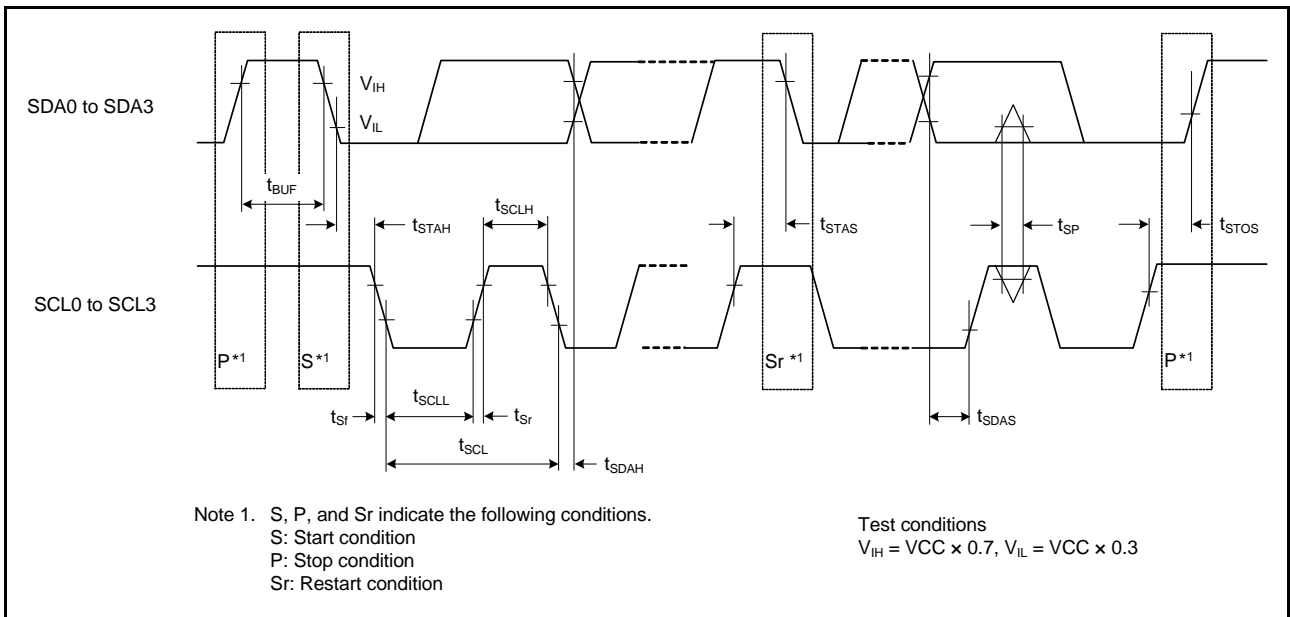 SDA0 to SDA3
VIH
VIL
tBUF
tSTAH
tSCLH
tSTAS
tSP
tSTOS
SCL0 to SCL3
P*1
S*1
Sr *1
P*1
tSf
tSCLL
tSr
tSDAS
tSCL
tSDAH
Note 1. S, P, and Sr indicate the following conditions.
S: Start condition
P: Stop condition
Sr: Restart condition
Test conditions
VIH = VCC × 0.7, VIL = VCC × 0.3